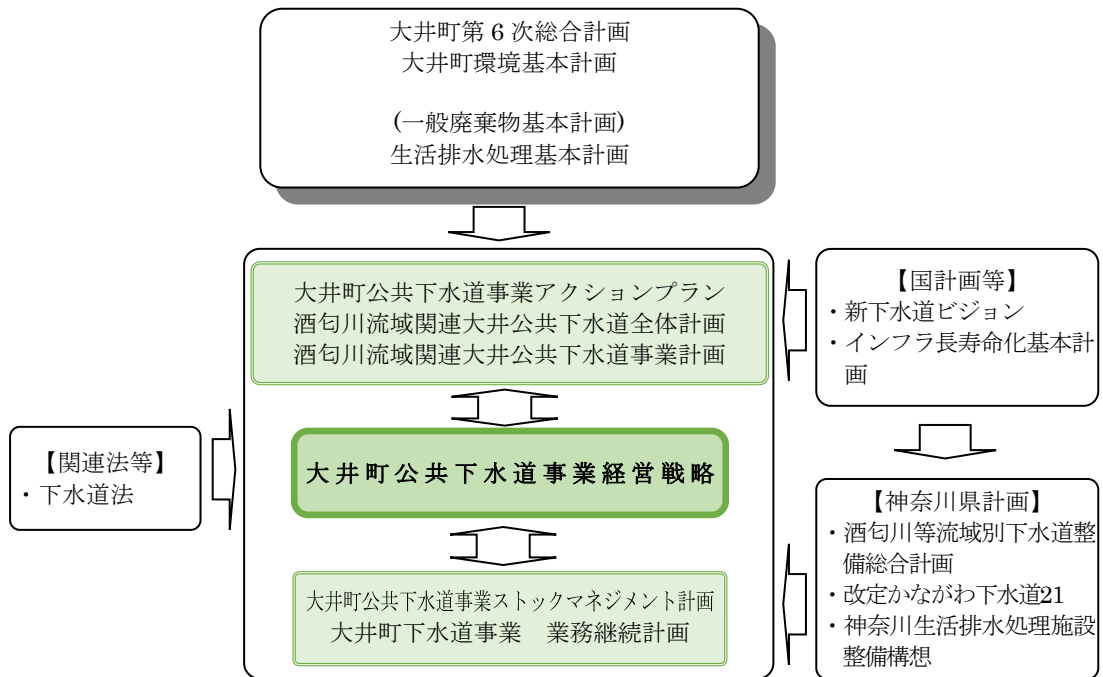 大井町第 6 次総合計画
大井町環境基本計画
(一般廃棄物基本計画)
生活排水処理基本計画
大井町公共下水道事業アクションプラン
酒匂川流域関連大井公共下水道全体計画
酒匂川流域関連大井公共下水道事業計画
【国計画等】
・新下水道ビジョン
・インフラ長寿命化基本計
画
【関連法等】
・下水道法
大井町公共下水道事業経営戦略
【神奈川県計画】
・酒匂川等流域別下水道整
備総合計画
・改定かながわ下水道21
・神奈川生活排水処理施設
整備構想
大井町公共下水道事業ストックマネジメント計画
大井町下水道事業　業務継続計画